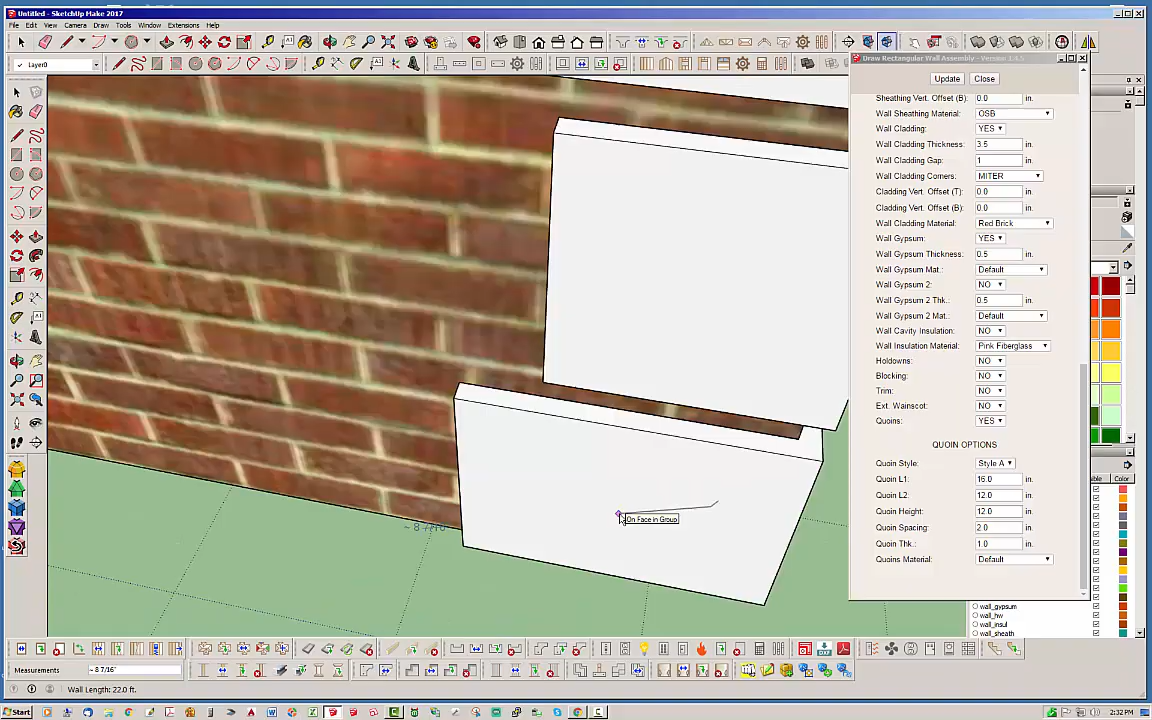 Untitled - SketchUp Make 2017
File Edit View Camera Draw Tools Window Extensions Help
Layer0
Draw Rectangular Wall Assembly - Version 1.4.5
Update Close
Sheathing Vert. Offset (B): 0.0 in.
Wall Sheathing Material: OSB
Wall Cladding: YES
Wall Cladding Thickness: 3.5 in.
Wall Cladding Gap: 1 in.
Wall Cladding Corners: MITER
Cladding Vert. Offset (T): 0.0 in.
Cladding Vert. Offset (B): 0.0 in.
Wall Cladding Material: Red Brick
Wall Gypsum: YES
Wall Gypsum Thickness: 0.5 in.
Wall Gypsum Mat.: Default
Wall Gypsum 2: NO
Wall Gypsum 2 Thk.: 0.5 in.
Wall Gypsum 2 Mat.: Default
Wall Cavity Insulation: NO
Wall Insulation Material: Pink Fiberglass
Holdowns: NO
Blocking: NO
Trim: NO
Ext. Wainscot: NO
Quoins: YES
QUOIN OPTIONS
Quoin Style: Style A
Quoin L1: 16.0 in.
Quoin L2: 12.0 in.
Quoin Height: 12.0 in.
Quoin Spacing: 2.0 in.
Quoin Thk.: 1.0 in.
Quoins Material: Default
Color
On Face in Group
~ 8 7/16"
wall_gypsum
wall_hw
wall_insul
wall_sheath
Measurements ~ 8 7/16"
Wall Length: 22.0 ft.
Start 2:32 PM